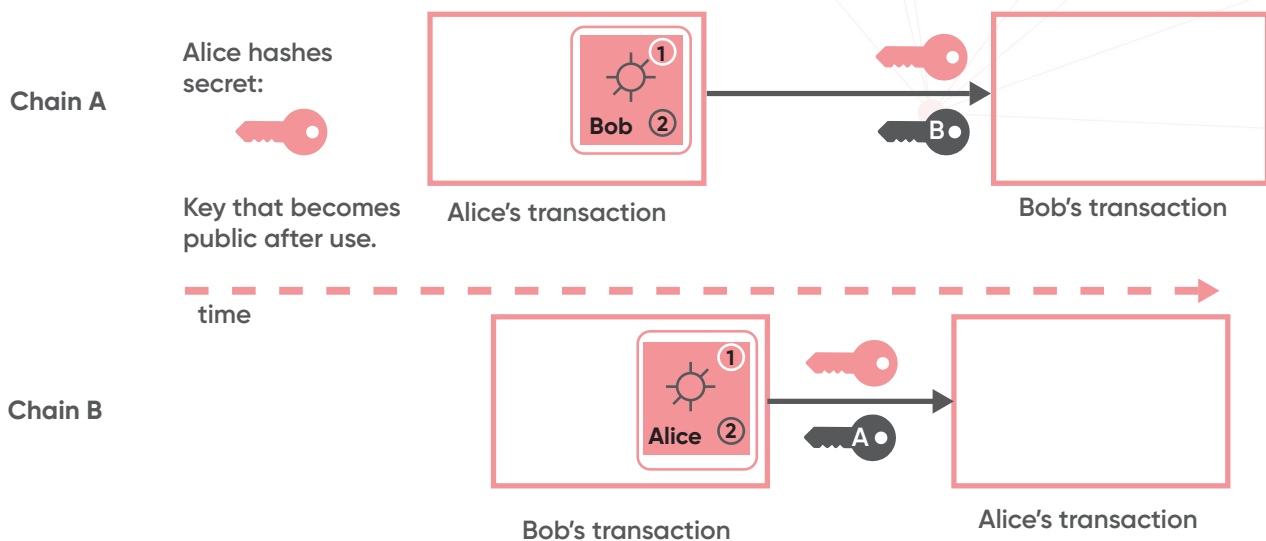 Alice hashes
secret:
Chain A
Key that becomes
public after use.
1
Bob 2
Alice's transaction
B
Bob's transaction
time
Chain B
1
Alice 2
Bob's transaction
A
Alice's transaction